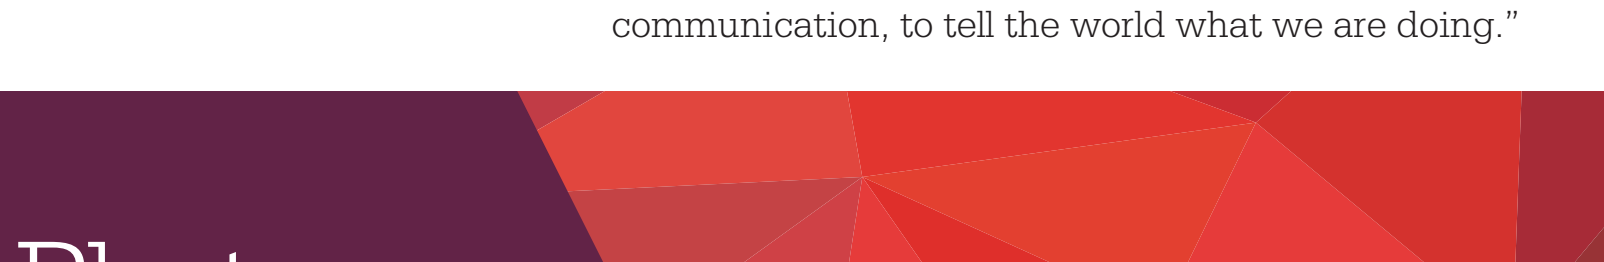 communication, to tell the world what we are doing.”